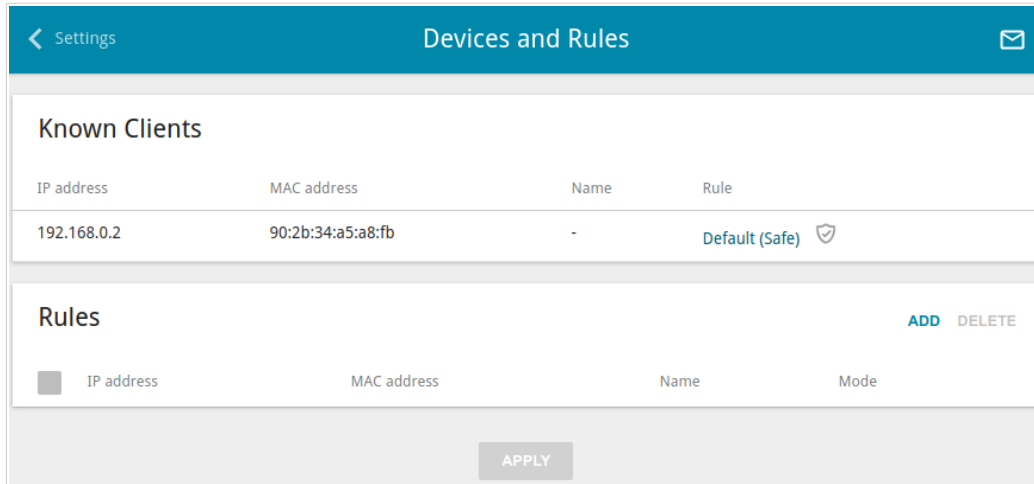 Settings Devices and Rules
Known Clients
IP address MAC address Name Rule
192.168.0.2 90:2b:34:a5:a8:fb - Default (Safe)
Rules ADD DELETE
IP address MAC address Name Mode
APPLY